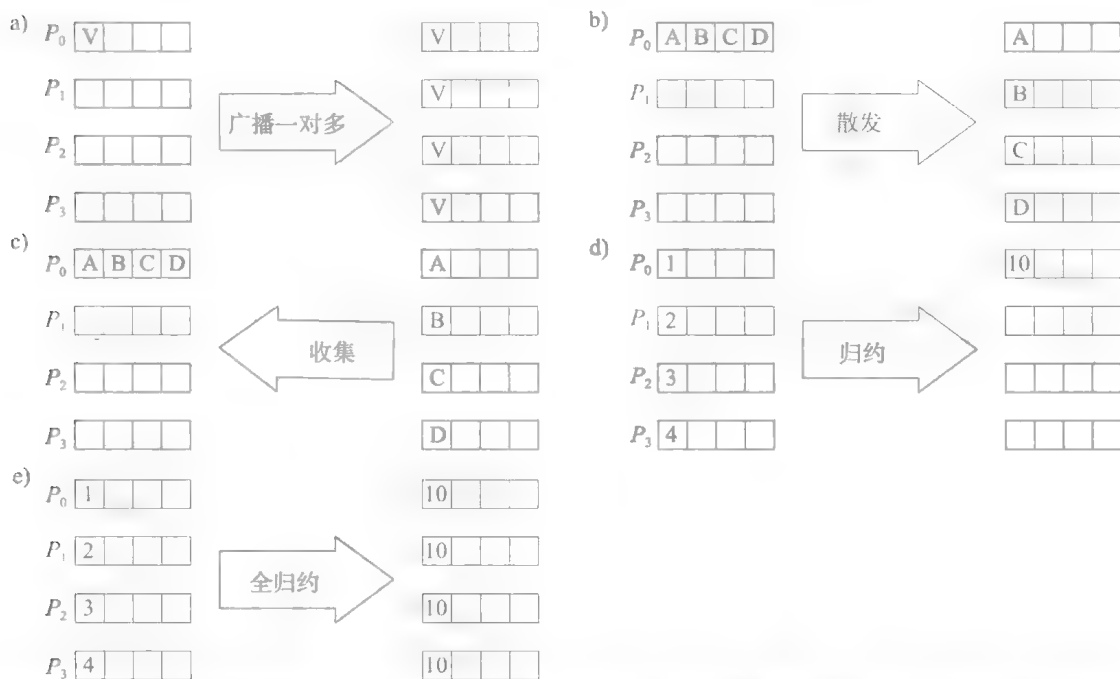 a) P0 V V
P1 V
P2 V
P3 V
广播一对多
b) P0 A B C D A
P1 B
P2 C
P3 D
散发
c) P0 A B C D A
P1 B
P2 C
P3 D
收集
d) P0 1 10
P1 2
P2 3
P3 4
归约
e) P0 1 10
P1 2 10
P2 3 10
P3 4 10
全归约